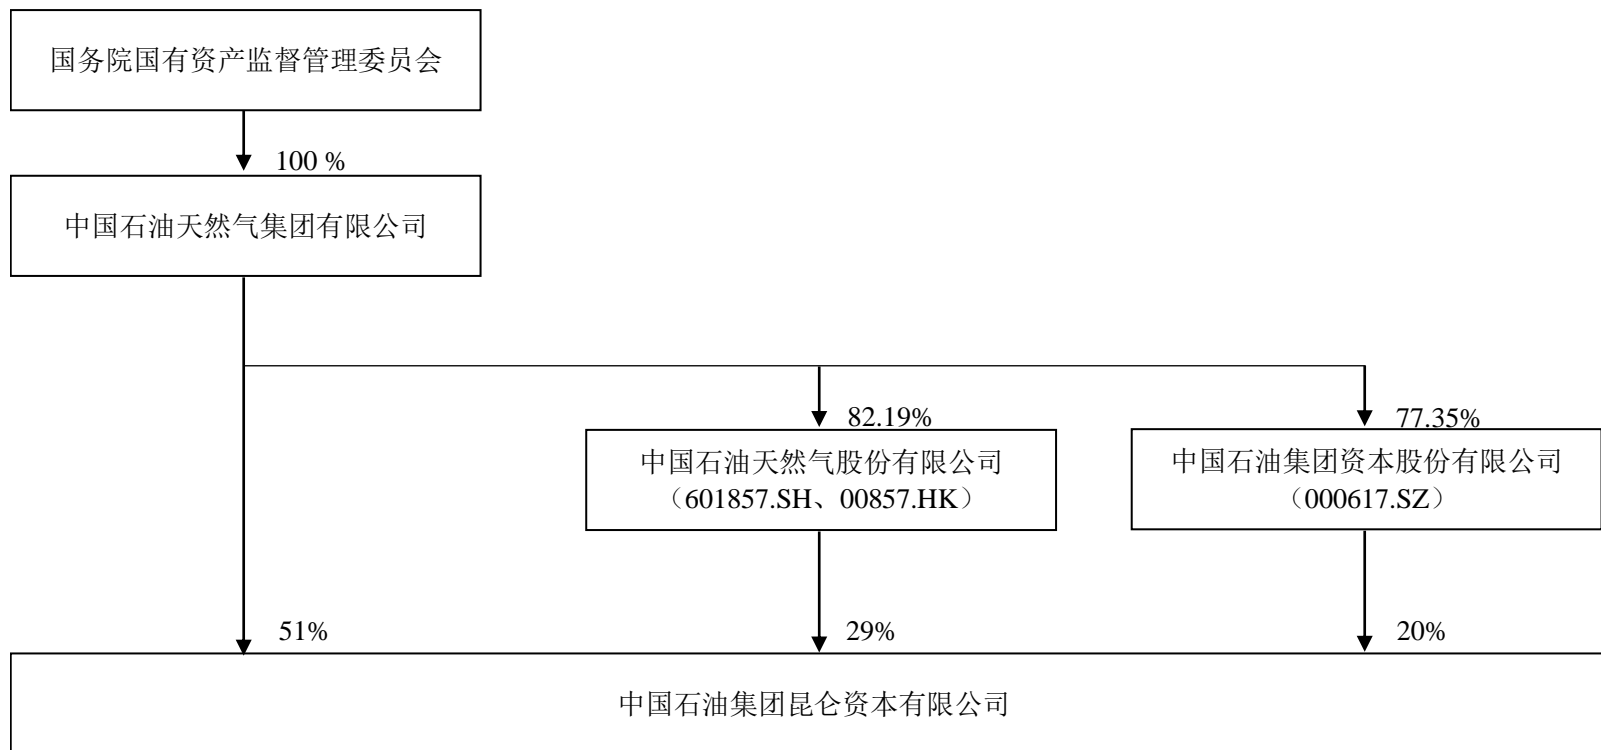 国务院国有资产监督管理委员会
100 %
中国石油天然气集团有限公司
82.19%
77.35%
中国石油天然气股份有限公司
（601857.SH、00857.HK）
中国石油集团资本股份有限公司
（000617.SZ）
51%
29%
20%
中国石油集团昆仑资本有限公司